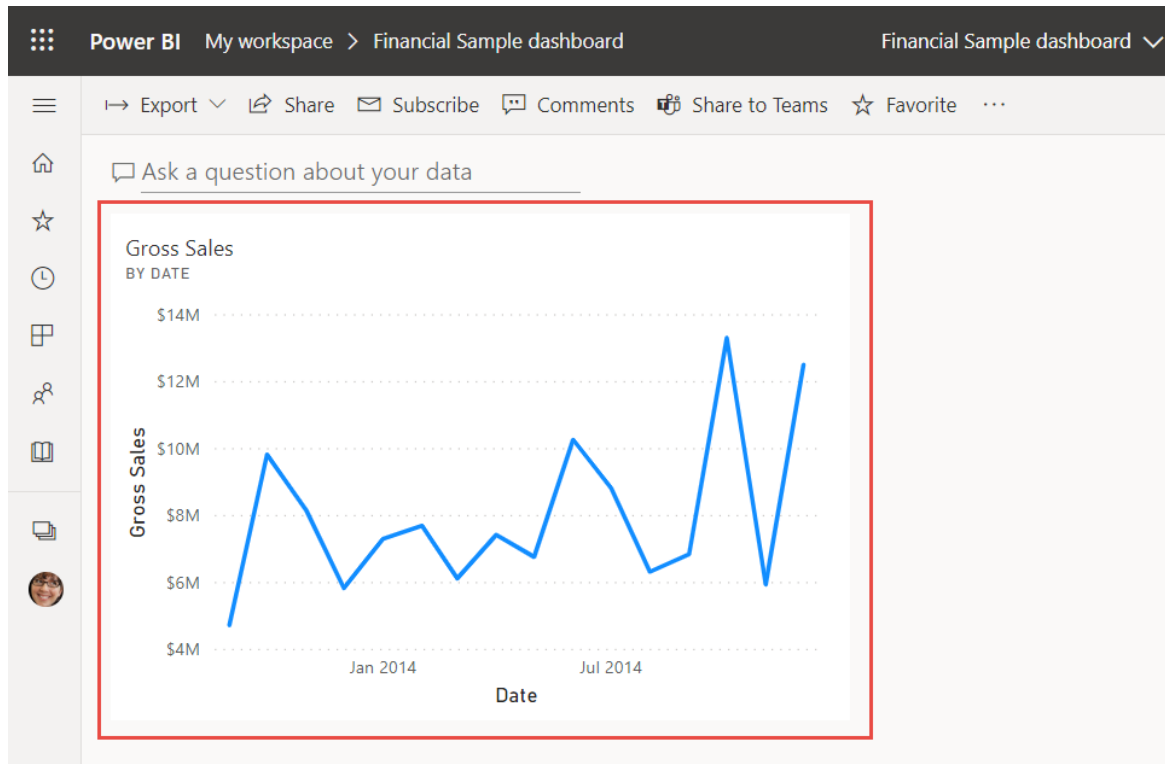 Power BI My workspace > Financial Sample dashboard Financial Sample dashboard
Export Share Subscribe Comments Share to Teams Favorite ...
Ask a question about your data
Gross Sales
BY DATE
$14M
$12M
$10M
$8M
$6M
$4M
Gross Sales
Jan 2014 Jul 2014
Date